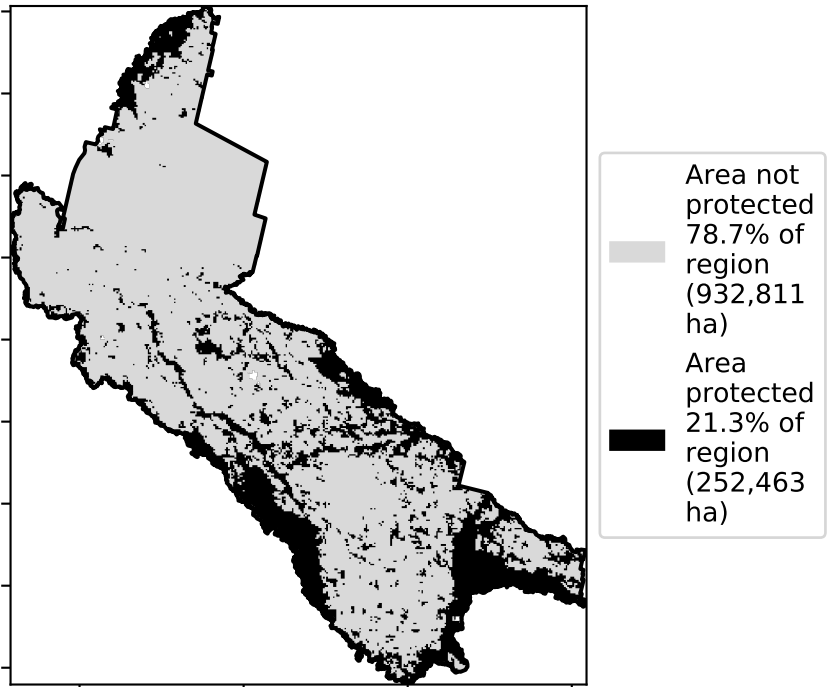 Area not
protected
78.7% of
region
(932,811
ha)
Area
protected
21.3% of
region
(252,463
ha)